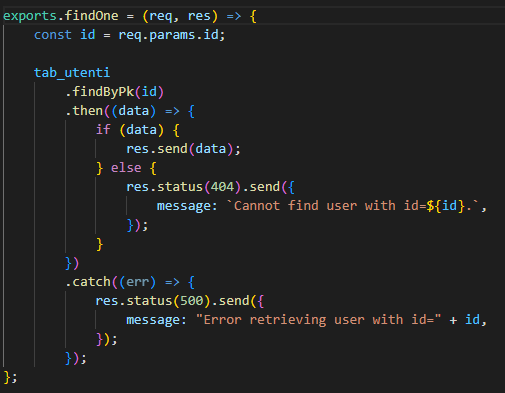 exports.findOne = (req, res) => {
    const id = req.params.id;

    tab_utenti
        .findByPk(id)
        .then((data) => {
            if (data) {
                res.send(data);
            } else {
                res.status(404).send({
                    message: `Cannot find user with id=${id}.`,
                });
            }
        })
        .catch((err) => {
            res.status(500).send({
                message: "Error retrieving user with id=" + id,
            });
        });
};